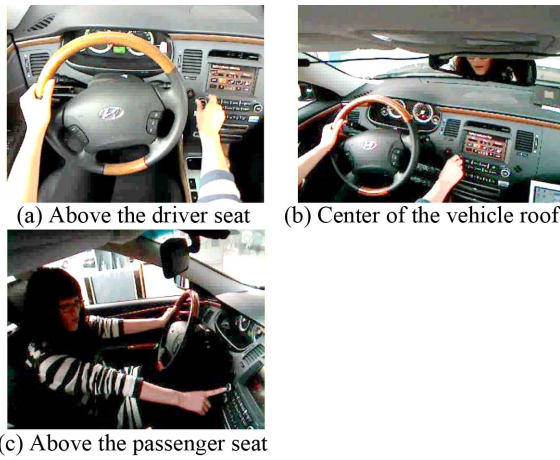 (a) Above the driver seat
(b) Center of the vehicle roof
(c) Above the passenger seat